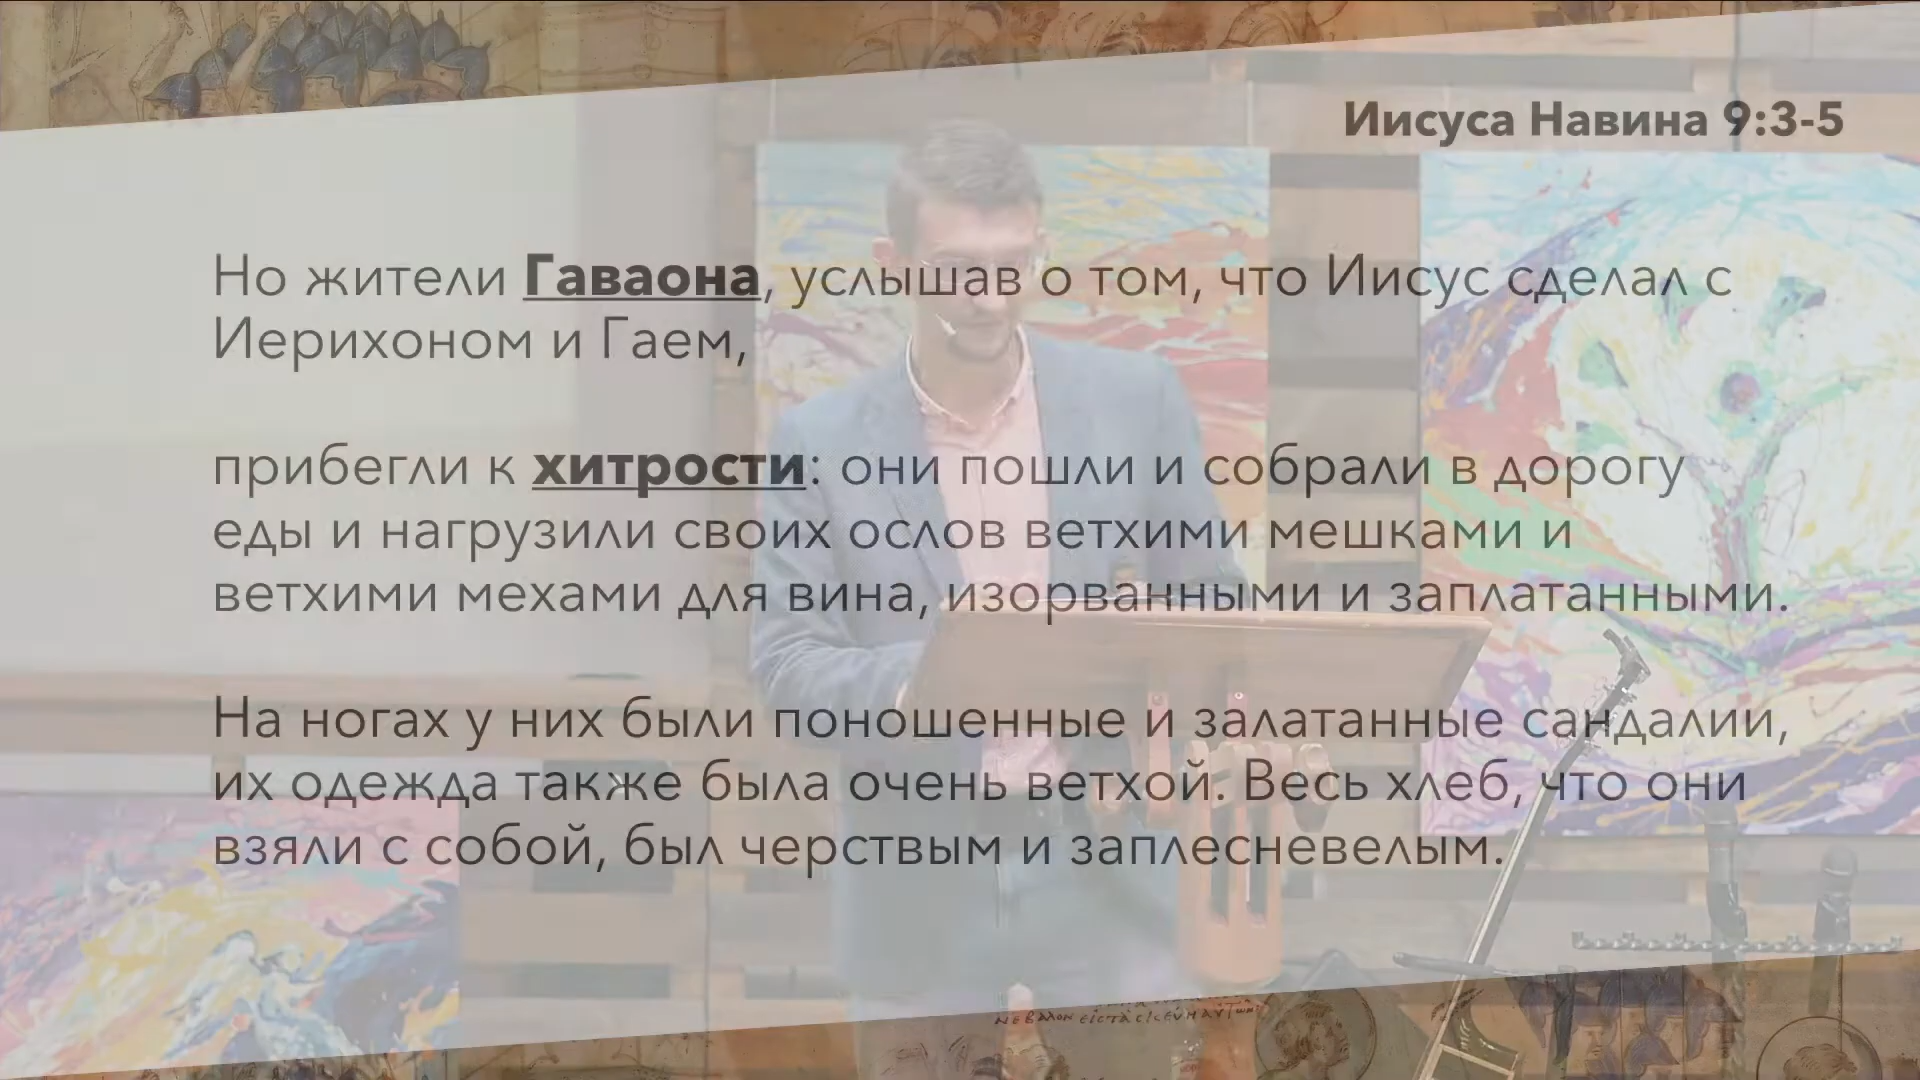 Иисуса Навина 9:3-5
Но жители Гаваона, услышав о том, что Иисус сделал с
Иерихоном и Гаем,
прибегли к хитрости: они пошли и собрали в дорогу
еды и нагрузили своих ослов ветхими мешками и
ветхими мехами для вина, изорванными и заплатанными.
На ногах у них были поношенные и залатанные сандалии,
их одежда также была очень ветхой. Весь хлеб, что они
взяли с собой, был черствым и заплесневелым.